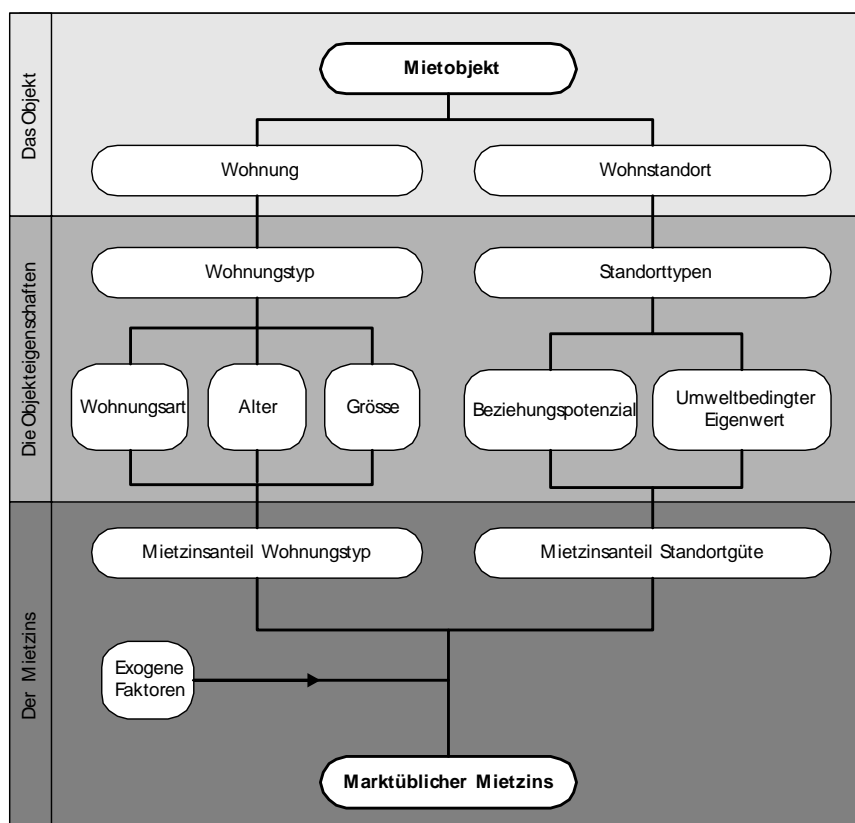 Das Objekt
Mietobjekt
Wohnung
Wohnstandort
Die Objekteigenschaften
Wohnungstyp
Standorttypen
Wohnungsart
Alter
Grösse
Beziehungspotenzial
Umweltbedingter
Eigenwert
Der Mietzins
Mietzinsanteil Wohnungstyp
Mietzinsanteil Standortgüte
Exogene
Faktoren
Marktüblicher Mietzins